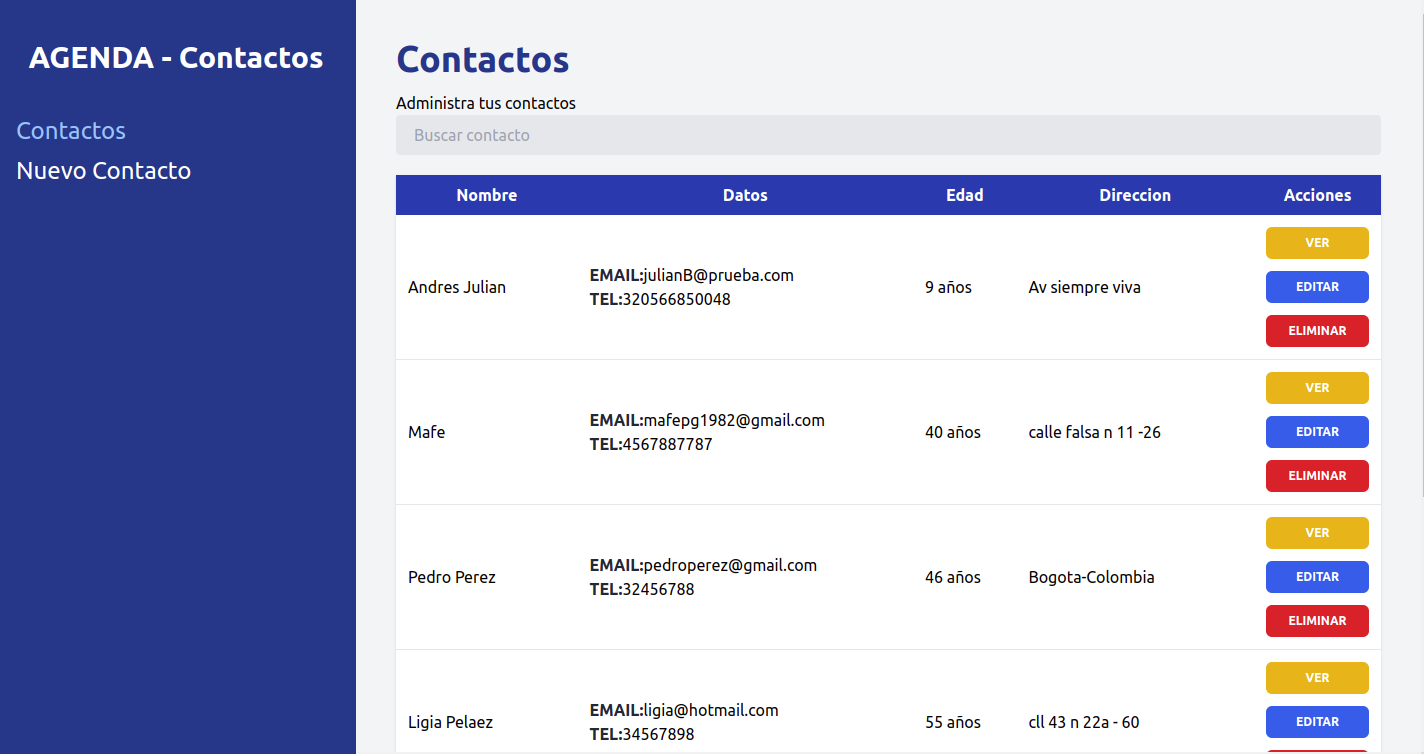 AGENDA - Contactos
Contactos
Nuevo Contacto
Contactos
Administra tus contactos
Buscar contacto
Nombre Datos Edad Direccion Acciones
Andres Julian
EMAIL:julianB@prueba.com
TEL:320566850048
9 años
Av siempre viva
VER
EDITAR
ELIMINAR
Mafe
EMAIL:mafepg1982@gmail.com
TEL:4567887787
40 años
calle falsa n 11 -26
VER
EDITAR
ELIMINAR
Pedro Perez
EMAIL:pedroperez@gmail.com
TEL:32456788
46 años
Bogota-Colombia
VER
EDITAR
ELIMINAR
Ligia Pelaez
EMAIL:ligia@hotmail.com
TEL:34567898
55 años
cll 43 n 22a - 60
VER
EDITAR